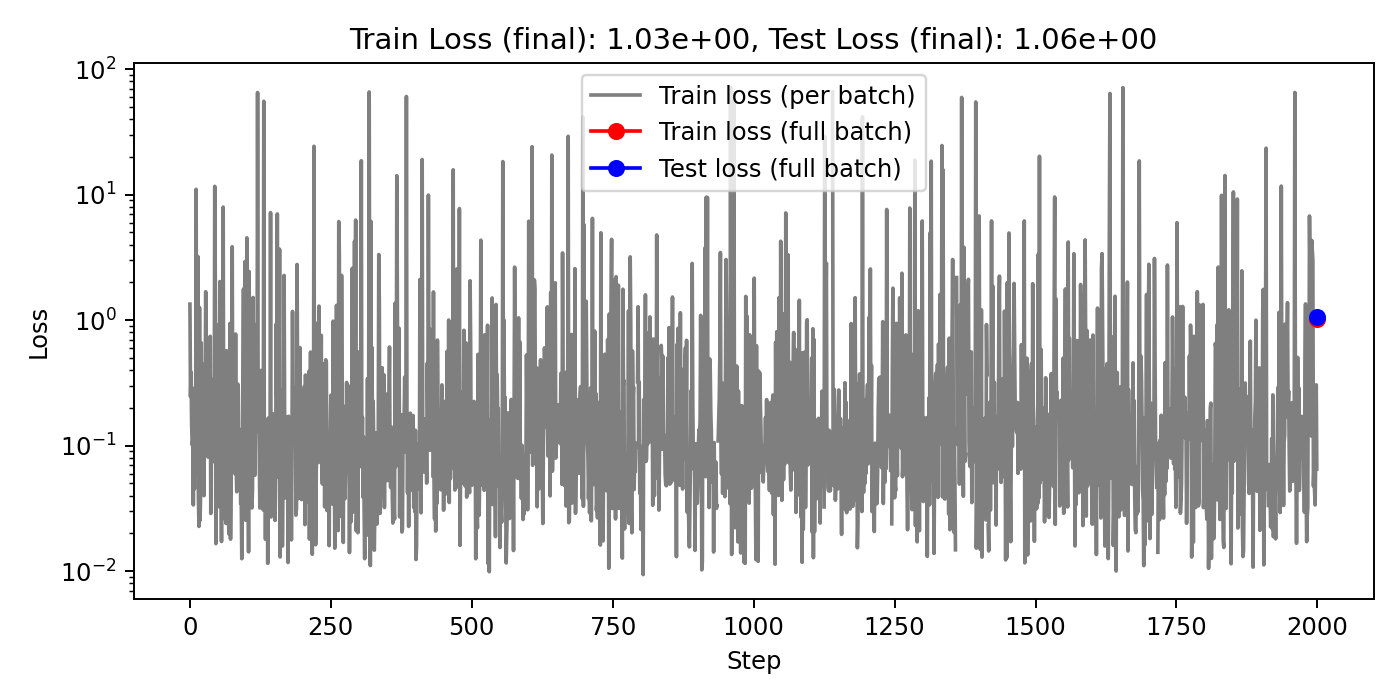 Train Loss (final): 1.03e+00, Test Loss (final): 1.06e+00
10²
10¹
10⁰
10⁻¹
10⁻²
Loss
Train loss (per batch)
Train loss (full batch)
Test loss (full batch)
0 250 500 750 1000 1250 1500 1750 2000
Step